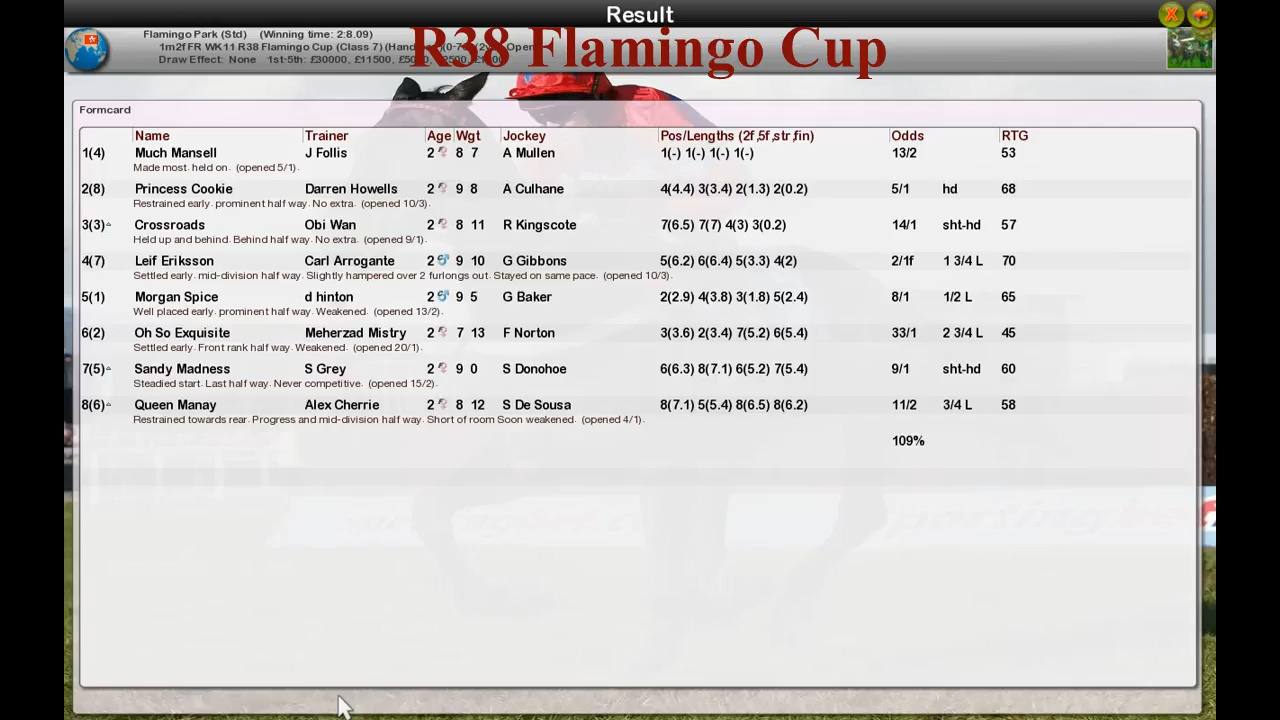 Result
Flamingo Park (Std) (Winning time: 2:8.09)
R38 Flamingo Cup
1m2f FR WK11 R38 Flamingo Cup (Class 7) (Hand
Draw Effect: None 1st-5th: £30000, £11500,
Formcard
Name Trainer Age Wgt Jockey Pos/Lengths (2f,5f,str,fin) Odds RTG
1(4) Much Mansell J Follis 2 8 7 A Mullen 1(-) 1(-) 1(-) 1(-) 13/2 53
Made most. held on. (opened 5/1).
2(8) Princess Cookie Darren Howells 2 9 8 A Culhane 4(4.4) 3(3.4) 2(1.3) 2(0.2) 5/1 hd 68
Restrained early. prominent half way. No extra. (opened 10/3).
3(3) Crossroads Obi Wan 2 8 11 R Kingscote 7(6.5) 7(7) 4(3) 3(0.2) 14/1 sht-hd 57
Held up and behind. Behind half way. No extra. (opened 9/1).
4(7) Leif Eriksson Carl Arrogante 2 9 10 G Gibbons 5(6.2) 6(6.4) 5(3.3) 4(2) 2/1f 1 3/4 L 70
Settled early. mid-division half way. Slightly hampered over 2 furlongs out. Stayed on same pace. (opened 10/3).
5(1) Morgan Spice d hinton 2 9 5 G Baker 2(2.9) 4(3.8) 3(1.8) 5(2.4) 8/1 1/2 L 65
Well placed early. prominent half way. Weakened. (opened 13/2).
6(2) Oh So Exquisite Meherzad Mistry 2 7 13 F Norton 3(3.6) 2(3.4) 7(5.2) 6(5.4) 33/1 2 3/4 L 45
Settled early. Front rank half way. Weakened. (opened 20/1).
7(5) Sandy Madness S Grey 2 9 0 S Donohoe 6(6.3) 8(7.1) 6(5.2) 7(5.4) 9/1 sht-hd 60
Steadied start. Last half way. Never competitive. (opened 15/2).
8(6) Queen Manay Alex Cherrie 2 8 12 S De Sousa 8(7.1) 5(5.4) 8(6.5) 8(6.2) 11/2 3/4 L 58
Restrained towards rear. Progress and mid-division half way. Short of room Soon weakened. (opened 4/1).
109%